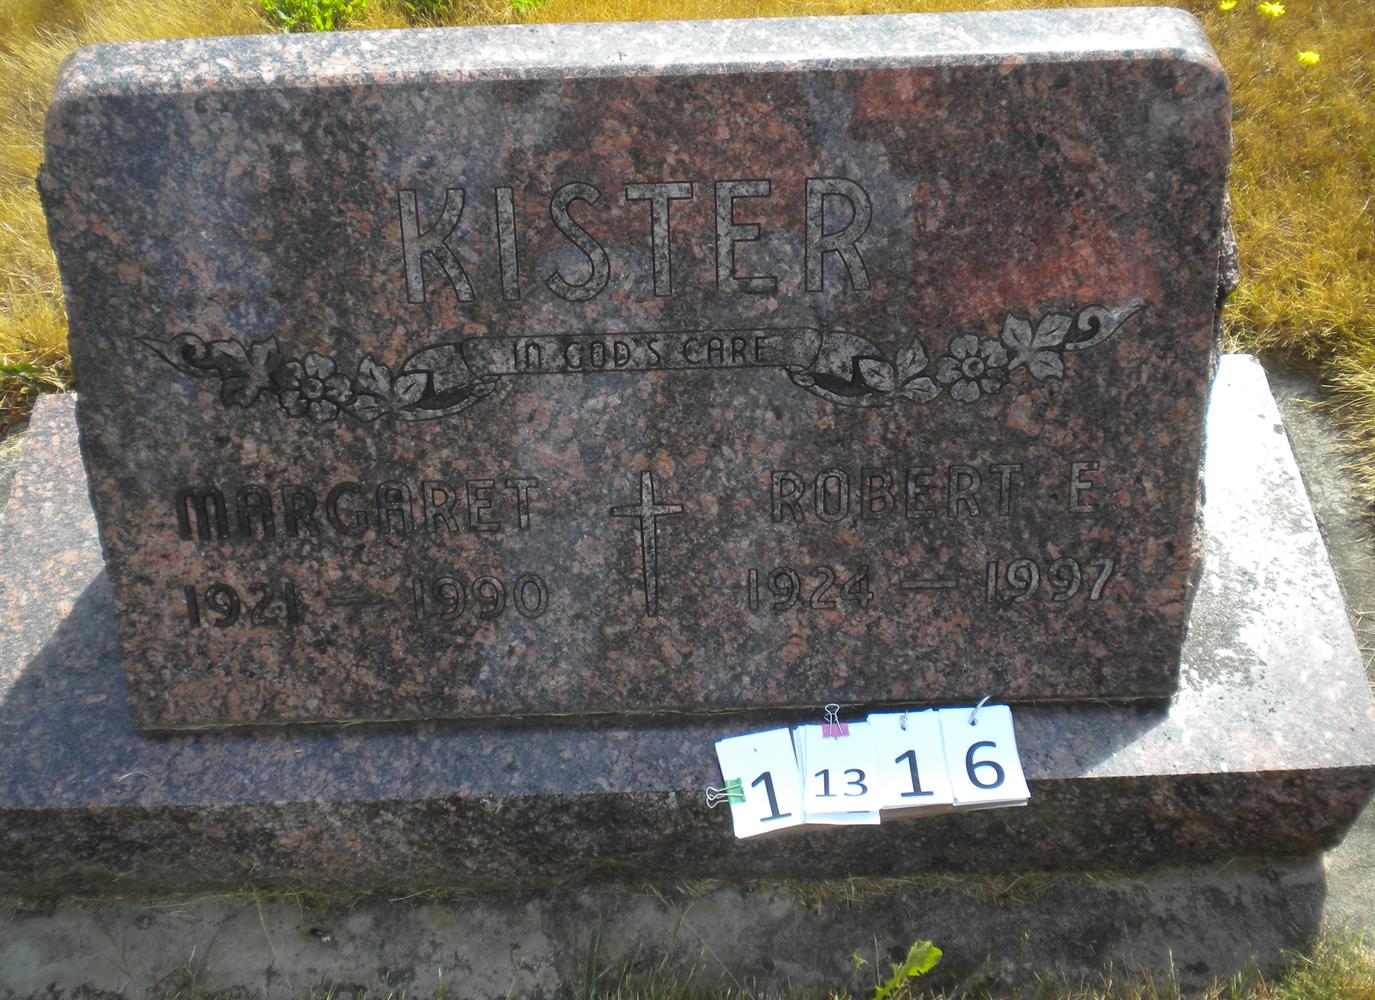 KISTER
IN GOD'S CARE
MARGARET
1921 — 1990
ROBERT E
1924 — 1997
1 13 1 6